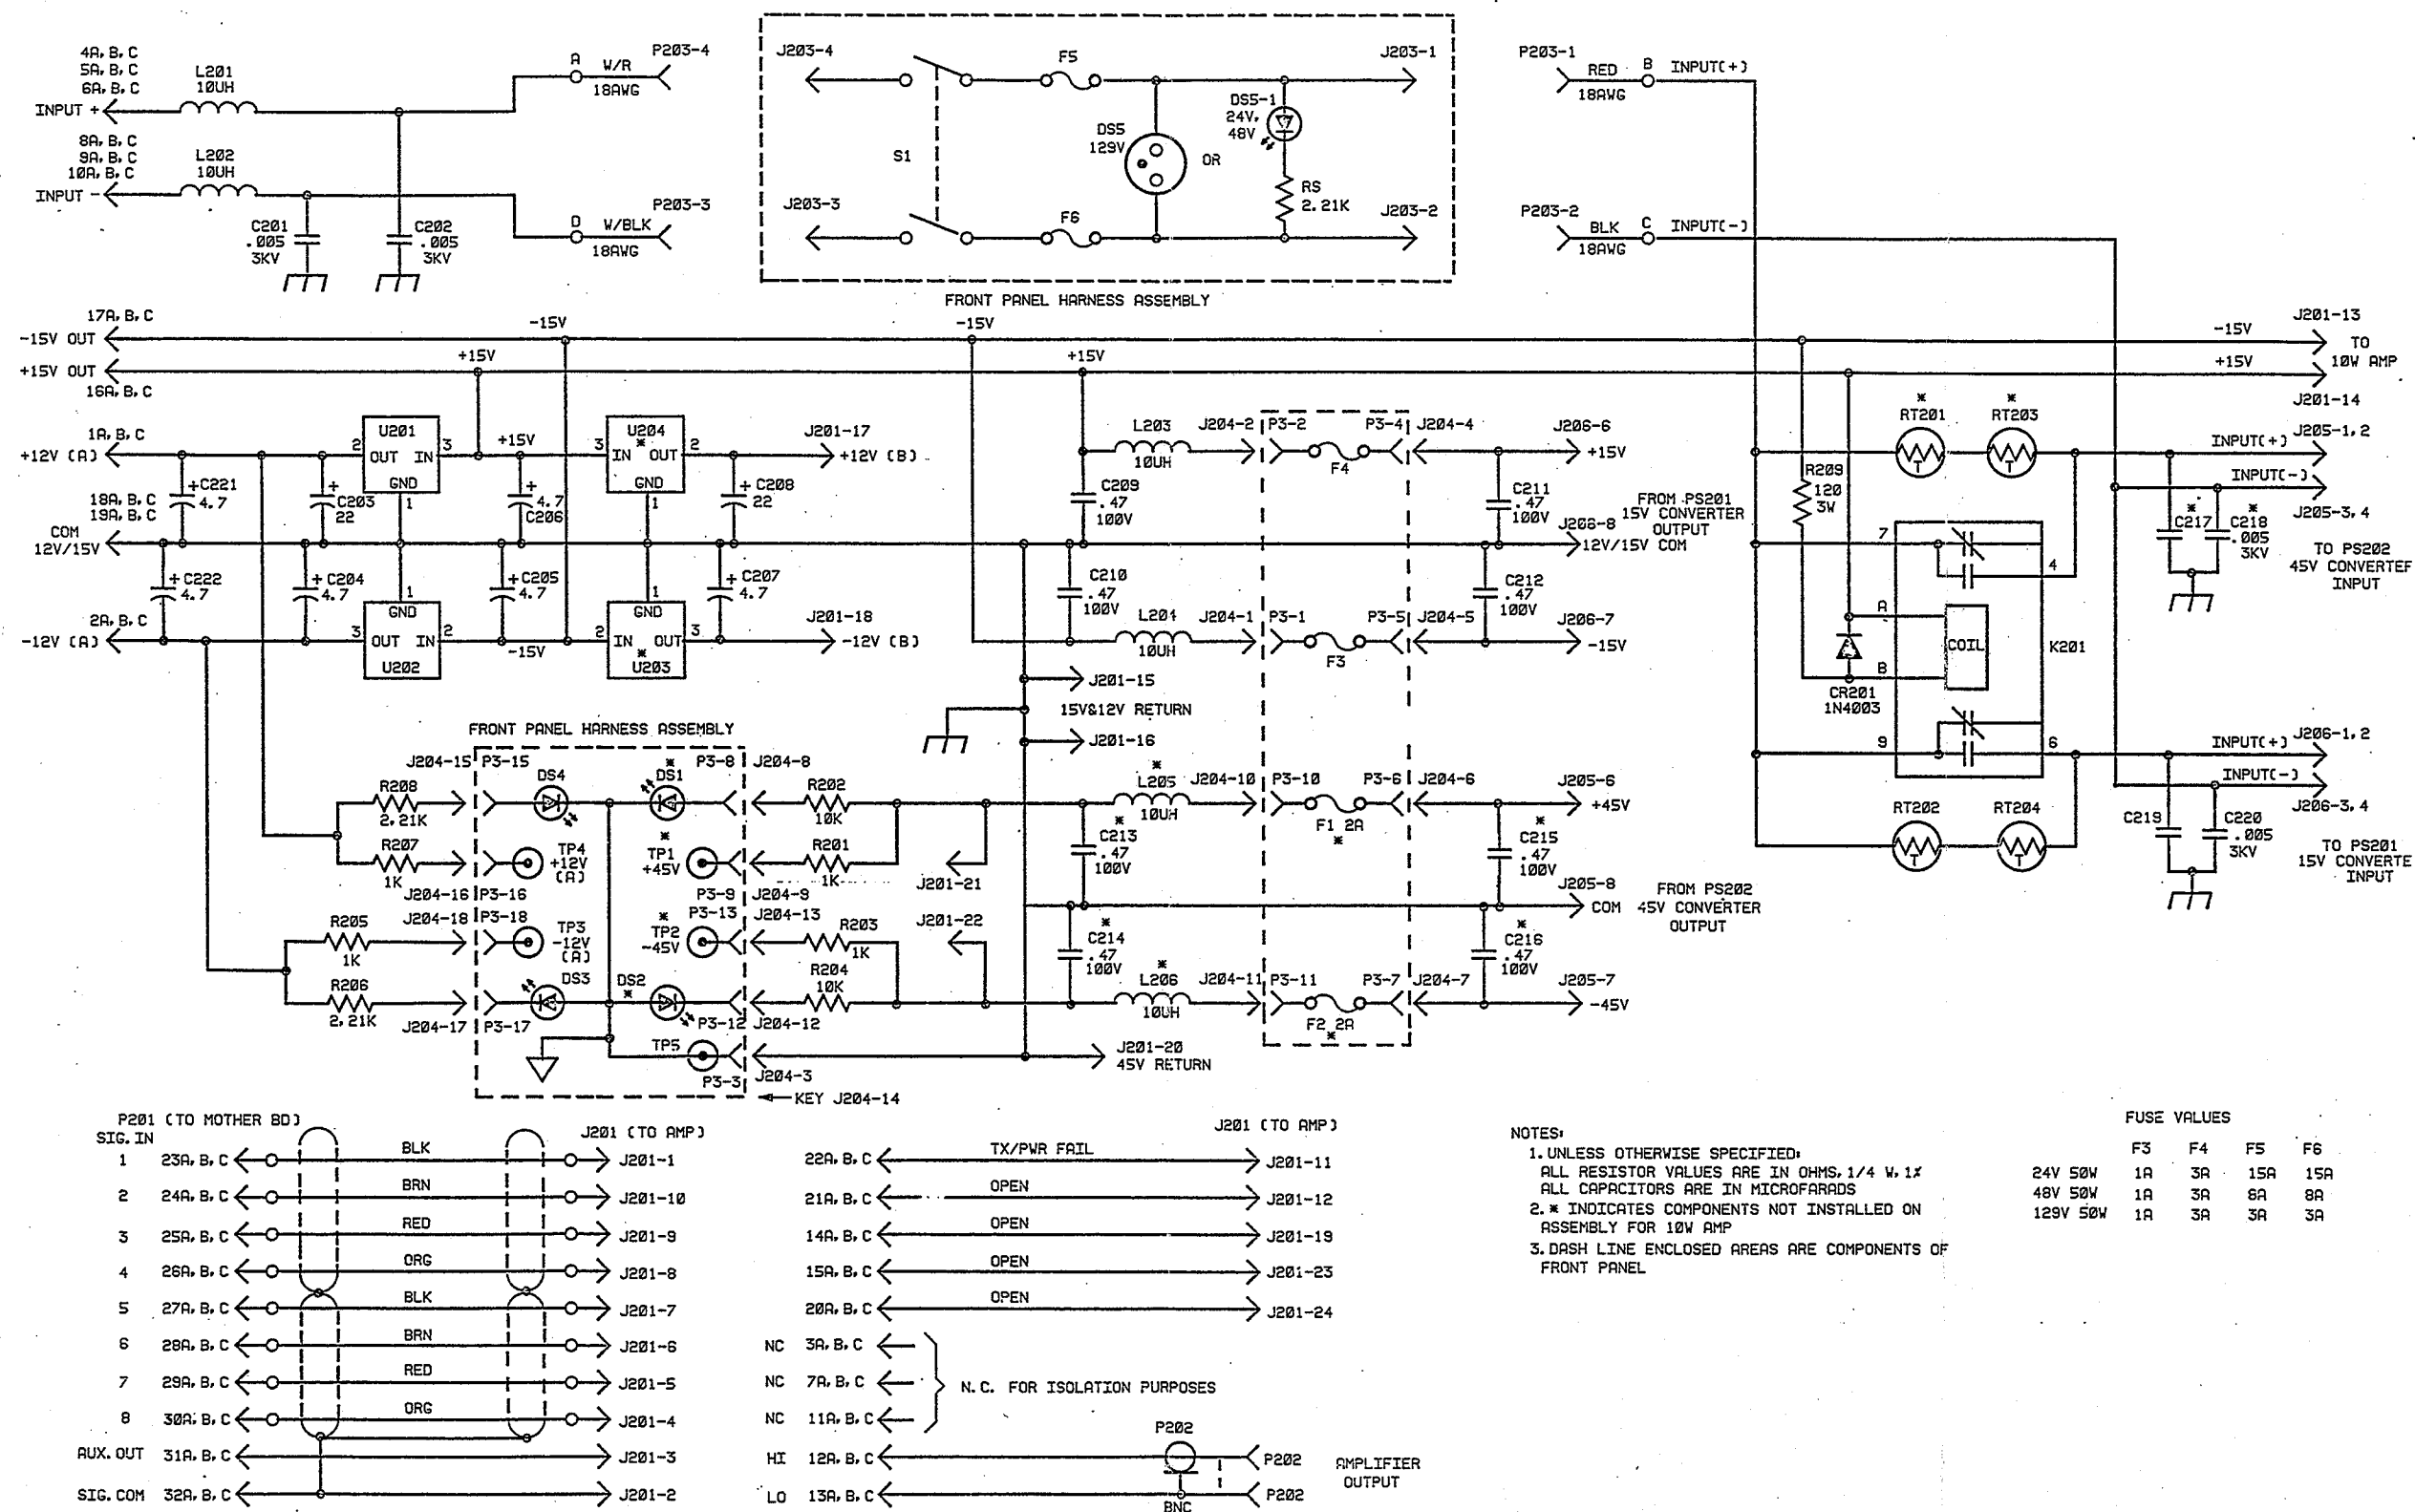 4A, B, C
5A, B, C
6A, B, C
INPUT +
L201
10UH
A
W/R
18AWG
P203-4
8A, B, C
9A, B, C
10A, B, C
INPUT -
L202
10UH
D
W/BLK
18AWG
P203-3
C201
.005
3KV
C202
.005
3KV
J203-4
F5
J203-1
S1
DS5
129V
OR
DS5-1
24V,
48V
RS
2.21K
J203-3
F6
J203-2
FRONT PANEL HARNESS ASSEMBLY
P203-1
RED
18AWG
B
INPUT(+)
P203-2
BLK
18AWG
C
INPUT(-)
17A, B, C
-15V OUT
-15V
-15V
-15V
J201-13
TO
10W AMP
+15V OUT
16A, B, C
+15V
+15V
+15V
J201-14
1A, B, C
+12V (A)
2
U201
OUT IN
GND
3
1
+15V
3
U204
*
IN OUT
GND
2
1
J201-17
+12V (B)
+ C221
4.7
+
C203
22
+
4.7
C206
+ C208
22
18A, B, C
19A, B, C
COM
12V/15V
+ C222
4.7
+ C204
4.7
+ C205
4.7
+ C207
4.7
2A, B, C
-12V (A)
3
1
GND
OUT IN
U202
2
-15V
2
1
GND
IN OUT
*
U203
3
J201-18
-12V (B)
L203
10UH
J204-2
P3-2
F4
P3-4
J204-4
J206-6
+15V
C209
.47
100V
C211
.47
100V
FROM PS201
15V CONVERTER
OUTPUT
J206-8
12V/15V COM
C210
.47
100V
C212
.47
100V
L204
10UH
J204-1
P3-1
F3
P3-5
J204-5
J206-7
-15V
J201-15
15V&12V RETURN
J201-16
*
RT201
*
RT203
INPUT(+)
J205-1, 2
INPUT(-)
J205-3, 4
R209
120
3W
*
C217
*
C218
.005
3KV
TO PS202
45V CONVERTEF
INPUT
7
4
A
COIL
B
K201
CR201
1N4003
9
6
INPUT(+)
J206-1, 2
INPUT(-)
J206-3, 4
RT202
RT204
C219
C220
.005
3KV
TO PS201
15V CONVERTE
INPUT
FRONT PANEL HARNESS ASSEMBLY
R208
2,21K
J204-15
P3-15
DS4
*
DS1
P3-8
J204-8
R202
10K
R207
1K
J204-16
P3-16
TP4
+12V
(A)
*
TP1
+45V
P3-9
J204-9
R201
1K
J201-21
R205
1K
J204-18
P3-18
TP3
-12V
(A)
*
TP2
-45V
P3-13
J204-13
R203
1K
J201-22
R206
2,21K
J204-17
P3-17
DS3
DS2
*
P3-12
J204-12
R204
10K
TP5
P3-3
J204-3
KEY J204-14
J201-20
45V RETURN
*
L205
10UH
J204-10
P3-10
F1 2A
*
P3-6
J204-6
J205-6
+45V
*
C213
.47
100V
*
C215
.47
100V
J205-8
COM
FROM PS202
45V CONVERTER
OUTPUT
*
C214
.47
100V
*
C216
.47
100V
*
L206
10UH
J204-11
P3-11
F2 2A
*
P3-7
J204-7
J205-7
-45V
P201 (TO MOTHER BD)
SIG. IN
J201 (TO AMP)
1 23A, B, C BLK J201-1
2 24A, B, C BRN J201-10
3 25A, B, C RED J201-9
4 26A, B, C ORG J201-8
5 27A, B, C BLK J201-7
6 28A, B, C BRN J201-6
7 29A, B, C RED J201-5
8 30A, B, C ORG J201-4
AUX. OUT 31A, B, C J201-3
SIG. COM 32A, B, C J201-2
J201 (TO AMP)
22A, B, C TX/PWR FAIL J201-11
21A, B, C OPEN J201-12
14A, B, C OPEN J201-19
15A, B, C OPEN J201-23
20A, B, C OPEN J201-24
NC 3A, B, C
NC 7A, B, C
NC 11A, B, C
N.C. FOR ISOLATION PURPOSES
P202
HI 12A, B, C P202
LO 13A, B, C P202
BNC
AMPLIFIER
OUTPUT
NOTES:
1. UNLESS OTHERWISE SPECIFIED:
ALL RESISTOR VALUES ARE IN OHMS, 1/4 W, 1%
ALL CAPACITORS ARE IN MICROFARADS
2. * INDICATES COMPONENTS NOT INSTALLED ON
ASSEMBLY FOR 10W AMP
3. DASH LINE ENCLOSED AREAS ARE COMPONENTS OF
FRONT PANEL
FUSE VALUES
F3 F4 F5 F6
24V 50W 1A 3A 15A 15A
48V 50W 1A 3A 8A 8A
129V 50W 1A 3A 3A 3A